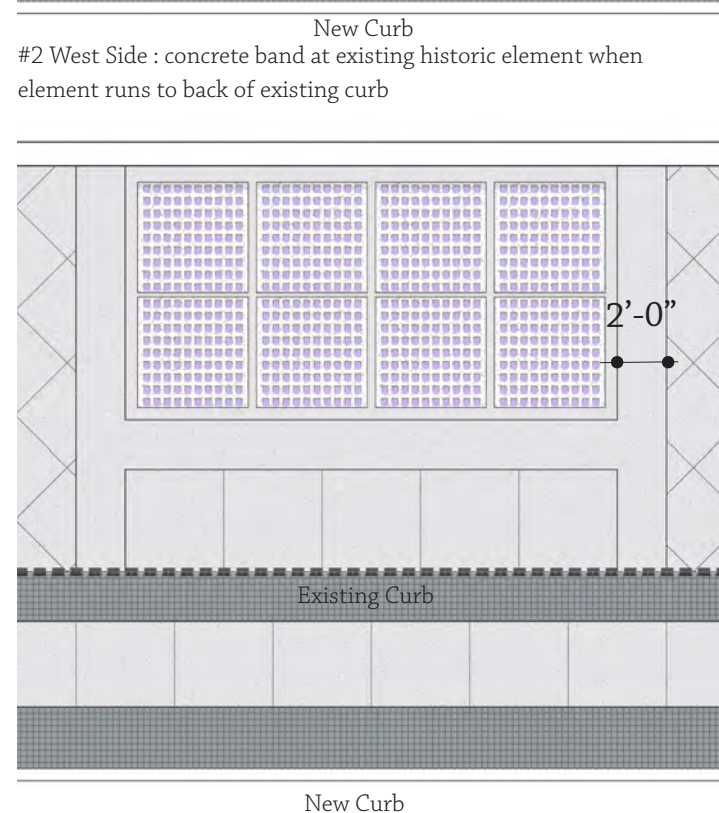 New Curb
#2 West Side : concrete band at existing historic element when
element runs to back of existing curb
2’-0”
Existing Curb
New Curb